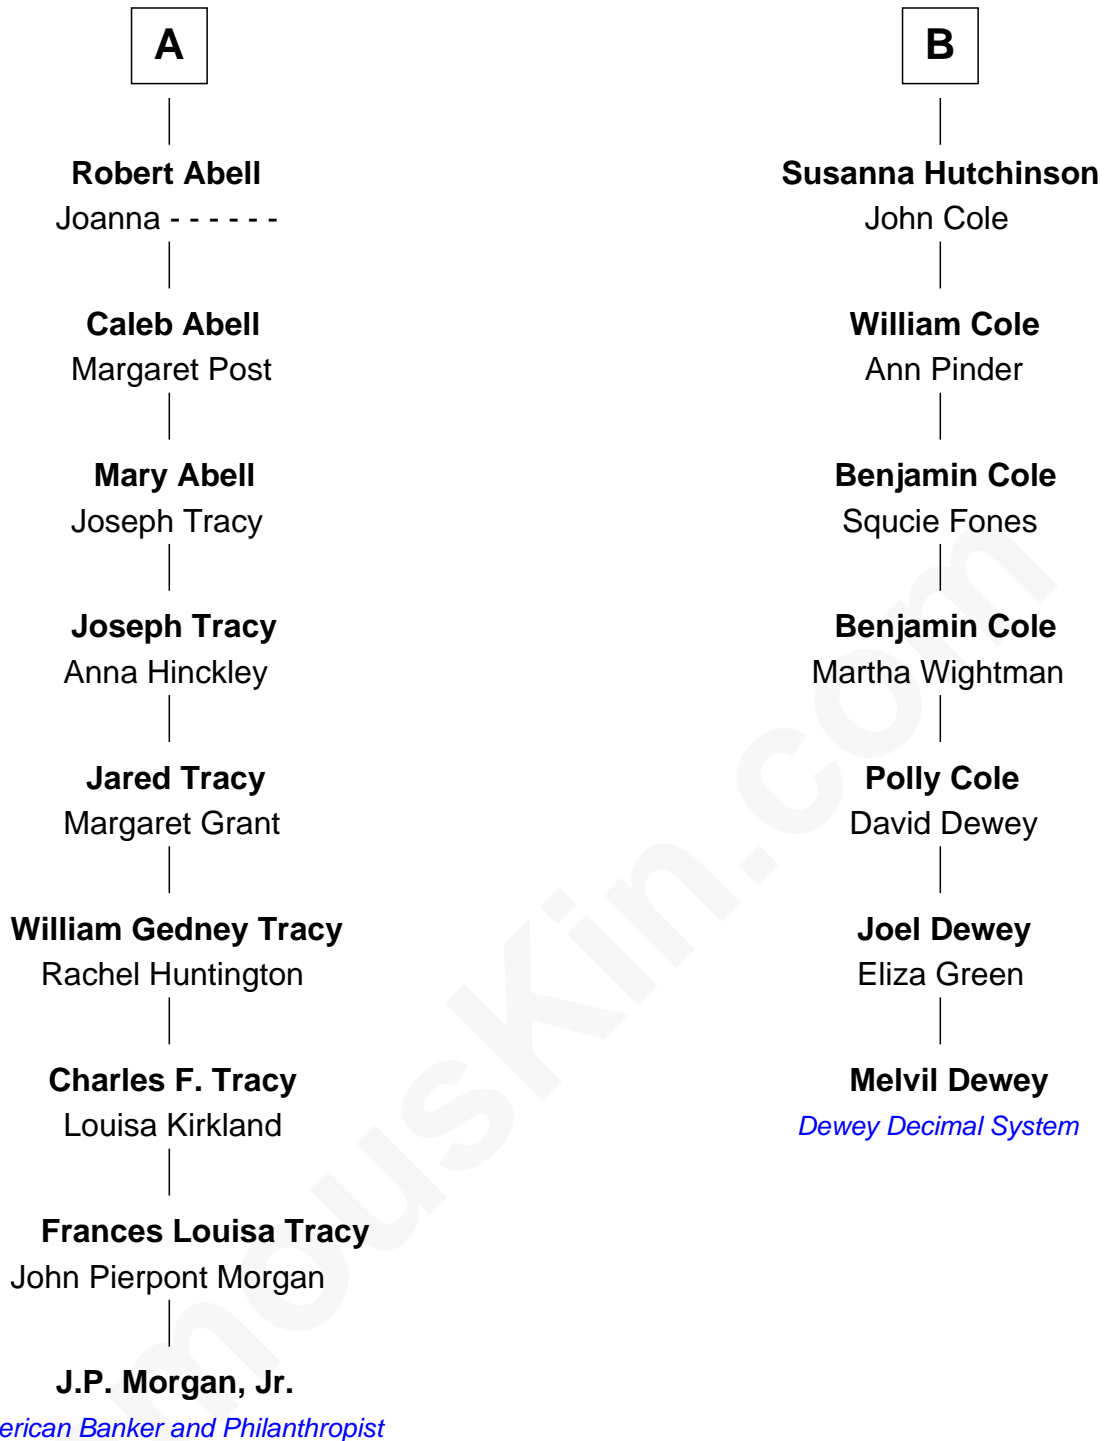 A
Robert Abell
Joanna - - - - - -
Caleb Abell
Margaret Post
Mary Abell
Joseph Tracy
Joseph Tracy
Anna Hinckley
Jared Tracy
Margaret Grant
William Gedney Tracy
Rachel Huntington
Charles F. Tracy
Louisa Kirkland
Frances Louisa Tracy
John Pierpont Morgan
J.P. Morgan, Jr.
erican Banker and Philanthropist
B
Susanna Hutchinson
John Cole
William Cole
Ann Pinder
Benjamin Cole
Squcie Fones
Benjamin Cole
Martha Wightman
Polly Cole
David Dewey
Joel Dewey
Eliza Green
Melvil Dewey
Dewey Decimal System
mouskin.com